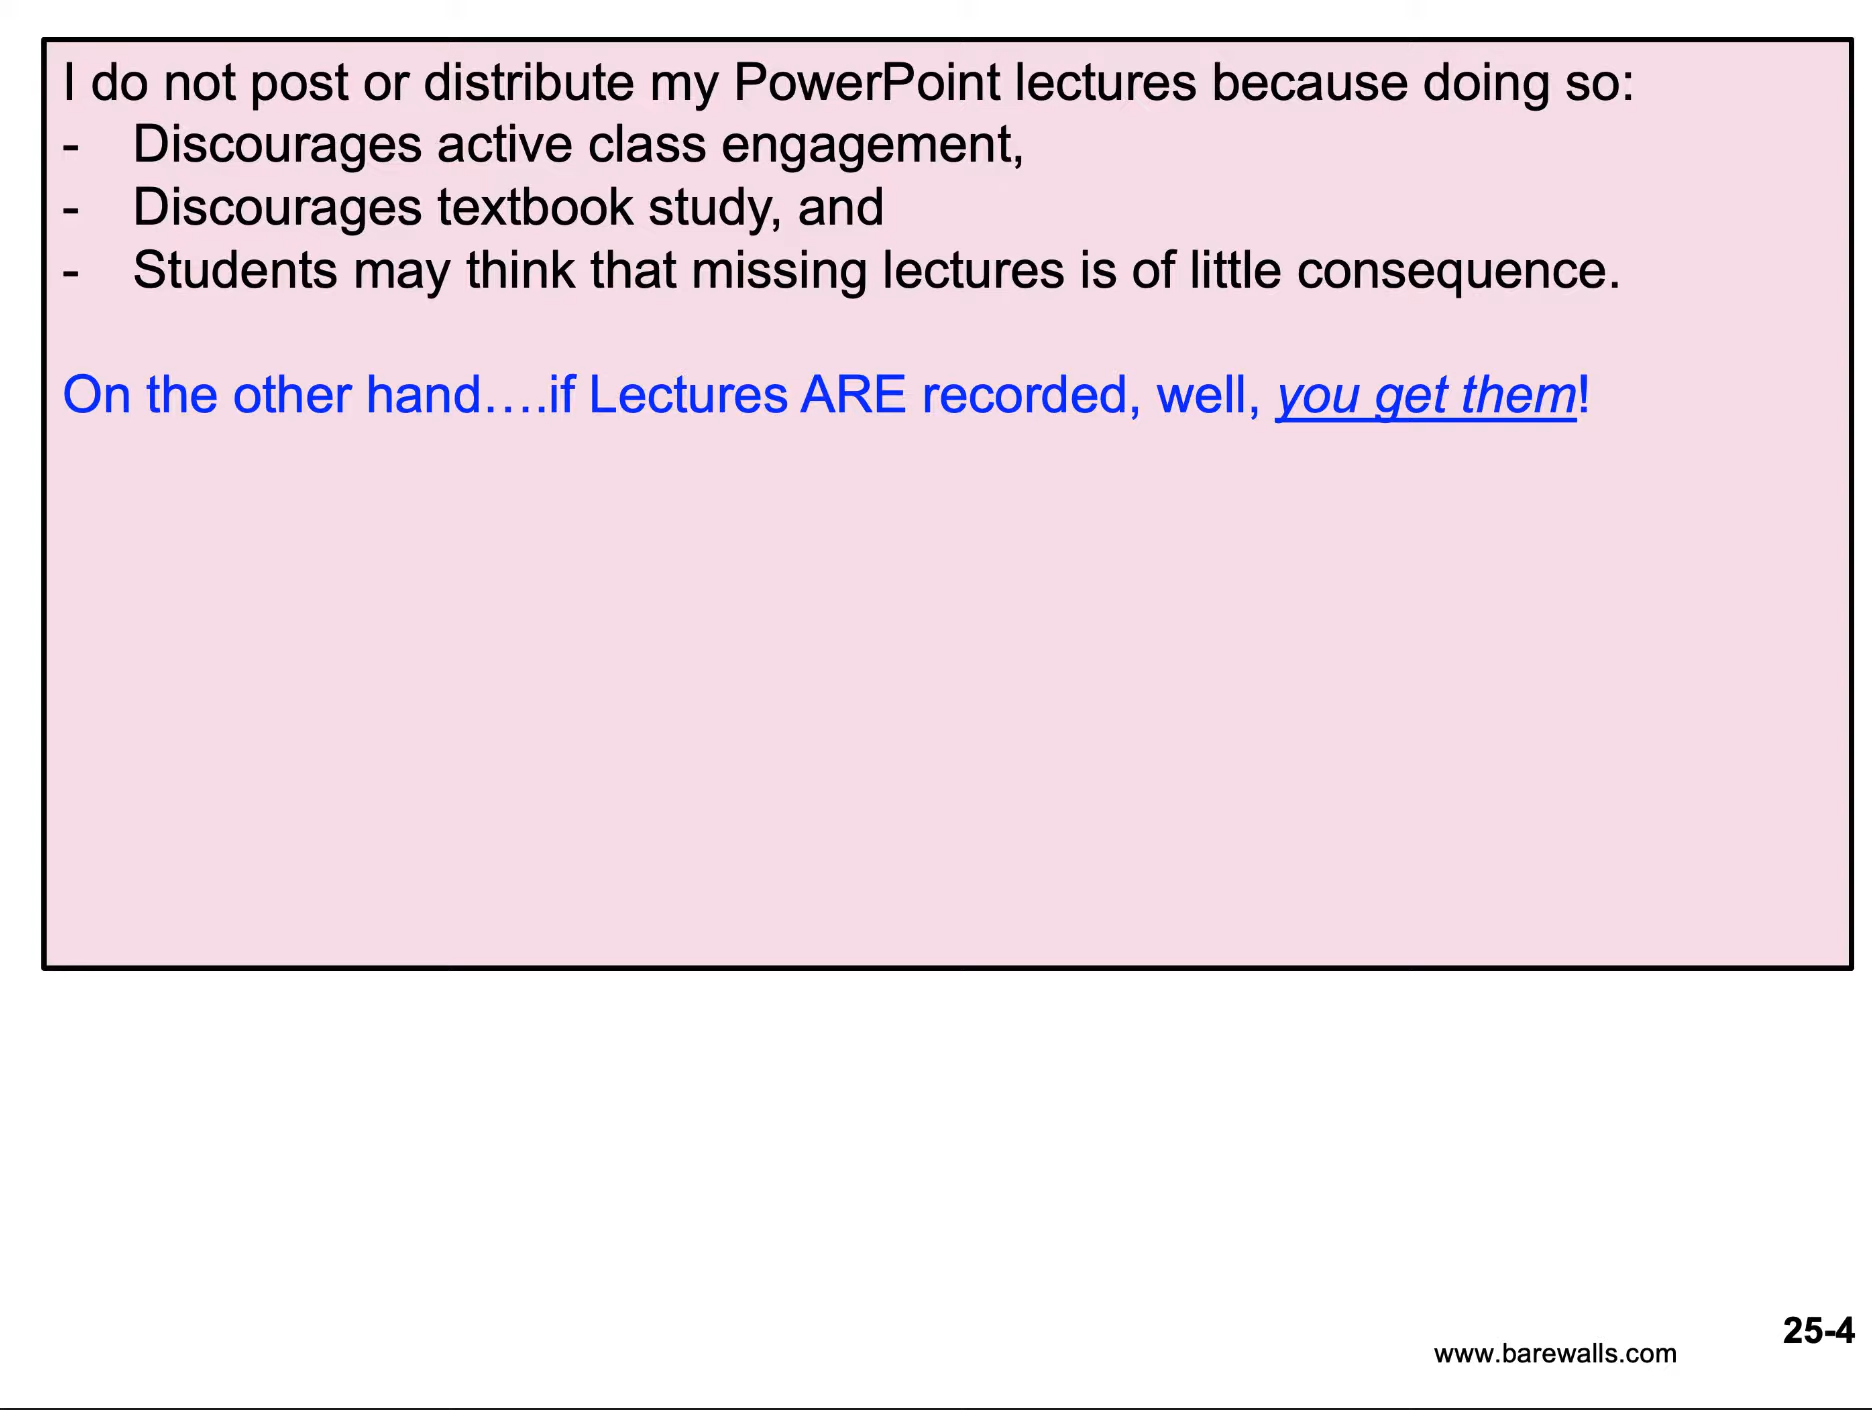 I do not post or distribute my PowerPoint lectures because doing so:
- Discourages active class engagement,
- Discourages textbook study, and
- Students may think that missing lectures is of little consequence.
On the other hand….if Lectures ARE recorded, well, you get them!
25-4
www.barewalls.com